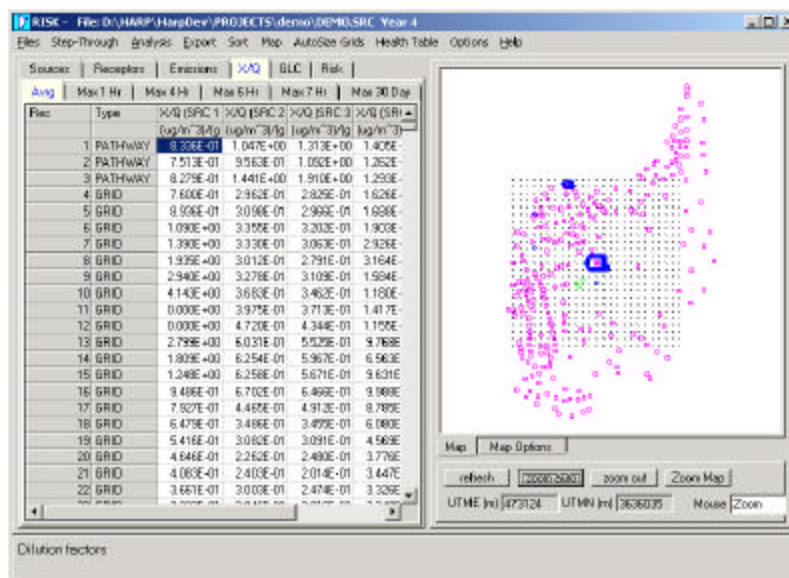 RISK - File: D:\HARP\HarpDev\PROJECTS\demo\DEMO.SRC Year 4
Files Step-Through Analysis Export Sort Map AutoSize Grids Health Table Options Help
Sources Receptors Emissions X/Q GLC Risk
Avrg Max 1 Hr Max 4 Hr Max 6 Hr Max 7 Hr Max 30 Day
Rec Type X/Q (SRC 1 X/Q (SRC 2 X/Q (SRC 3 X/Q (SRC
(ug/m^3)/(g (ug/m^3)/(g (ug/m^3)/(g (ug/m^3)
1 PATHWAY 8.336E-01 1.047E+00 1.313E+00 1.405E-
2 PATHWAY 7.513E-01 9.563E-01 1.092E+00 1.262E-
3 PATHWAY 8.279E-01 1.441E+00 1.910E+00 1.293E-
4 GRID 7.600E-01 2.962E-01 2.825E-01 1.626E-
5 GRID 8.936E-01 3.098E-01 2.966E-01 1.698E-
6 GRID 1.090E+00 3.355E-01 3.202E-01 1.903E-
7 GRID 1.390E+00 3.330E-01 3.063E-01 2.926E-
8 GRID 1.935E+00 3.012E-01 2.791E-01 3.164E-
9 GRID 2.940E+00 3.278E-01 3.109E-01 1.584E-
10 GRID 4.143E+00 3.683E-01 3.462E-01 1.180E-
11 GRID 0.000E+00 3.975E-01 3.713E-01 1.417E-
12 GRID 0.000E+00 4.720E-01 4.344E-01 1.155E-
13 GRID 2.799E+00 6.031E-01 5.525E-01 9.768E
14 GRID 1.809E+00 6.254E-01 5.967E-01 6.563E
15 GRID 1.248E+00 6.258E-01 5.671E-01 9.631E
16 GRID 9.486E-01 6.702E-01 6.466E-01 9.988E
17 GRID 7.927E-01 4.465E-01 4.912E-01 8.785E
18 GRID 6.479E-01 3.486E-01 3.455E-01 6.080E
19 GRID 5.416E-01 3.082E-01 3.091E-01 4.569E
20 GRID 4.646E-01 2.262E-01 2.480E-01 3.776E
21 GRID 4.083E-01 2.403E-01 2.014E-01 3.447E
22 GRID 3.661E-01 3.003E-01 2.474E-01 3.326E
Map Map Options
refresh zoom auto zoom out Zoom Map
UTME (m) 473124 UTMN (m) 3636035 Mouse Zoom
Dilution factors